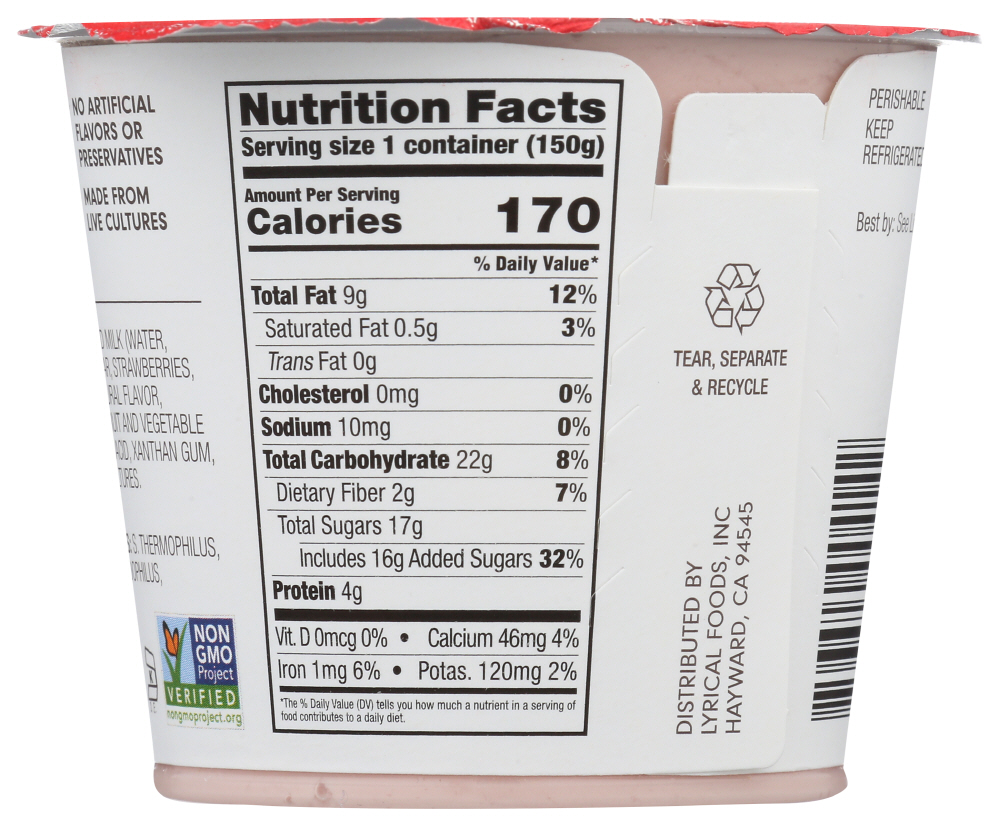 NO ARTIFICIAL
FLAVORS OR
PRESERVATIVES
MADE FROM
LIVE CULTURES
MILK (WATER,
STRAWBERRIES,
FLAVOR,
AND VEGETABLE
XANTHAN GUM,
S. THERMOPHILUS,
NON
GMO
Project
VERIFIED
nongmoproject.org
Nutrition Facts
Serving size 1 container (150g)
Amount Per Serving
Calories 170
% Daily Value*
Total Fat 9g 12%
Saturated Fat 0.5g 3%
Trans Fat 0g
Cholesterol 0mg 0%
Sodium 10mg 0%
Total Carbohydrate 22g 8%
Dietary Fiber 2g 7%
Total Sugars 17g
Includes 16g Added Sugars 32%
Protein 4g
Vit. D 0mcg 0% • Calcium 46mg 4%
Iron 1mg 6% • Potas. 120mg 2%
*The % Daily Value (DV) tells you how much a nutrient in a serving of
food contributes to a daily diet.
TEAR, SEPARATE
& RECYCLE
DISTRIBUTED BY
LYRICAL FOODS, INC
HAYWARD, CA 94545
PERISHABLE
KEEP
REFRIGERATED
Best by: See